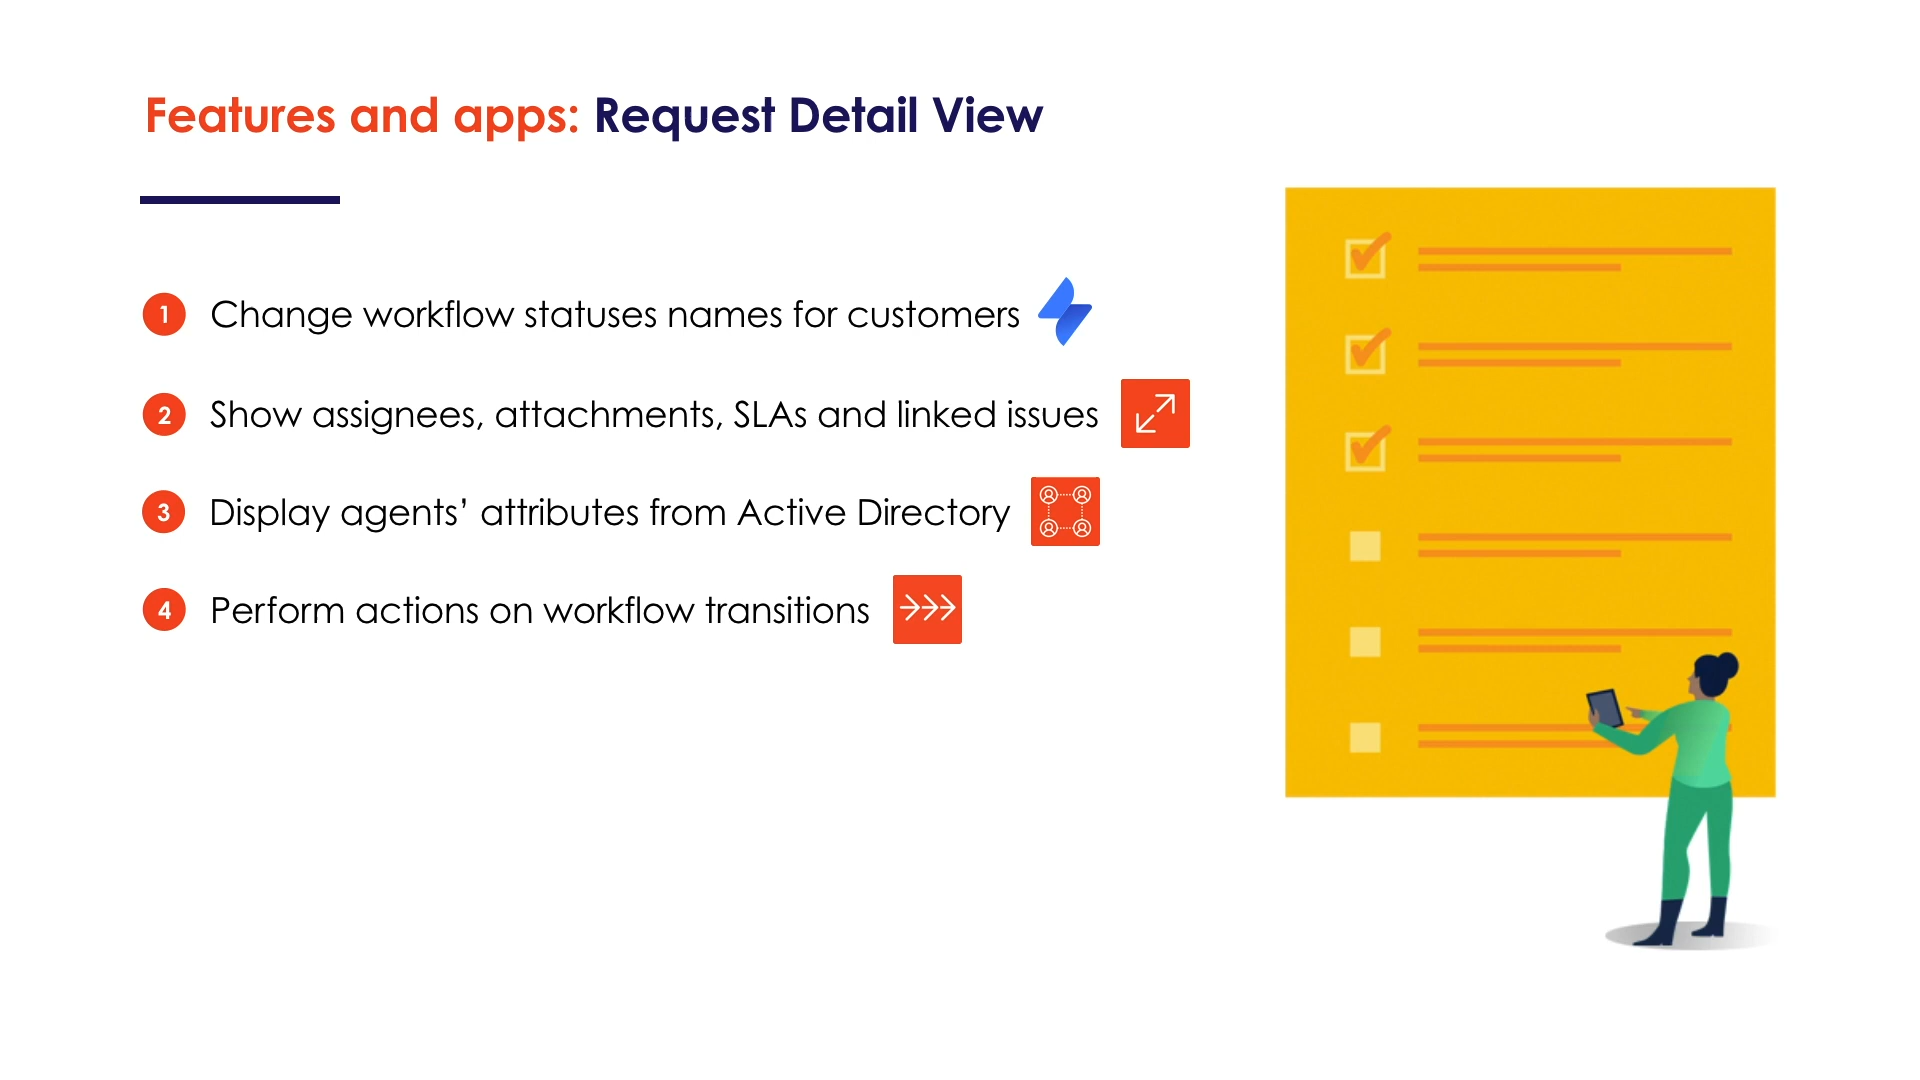 Features and apps: Request Detail View
1 Change workflow statuses names for customers
2 Show assignees, attachments, SLAs and linked issues
3 Display agents’ attributes from Active Directory
4 Perform actions on workflow transitions